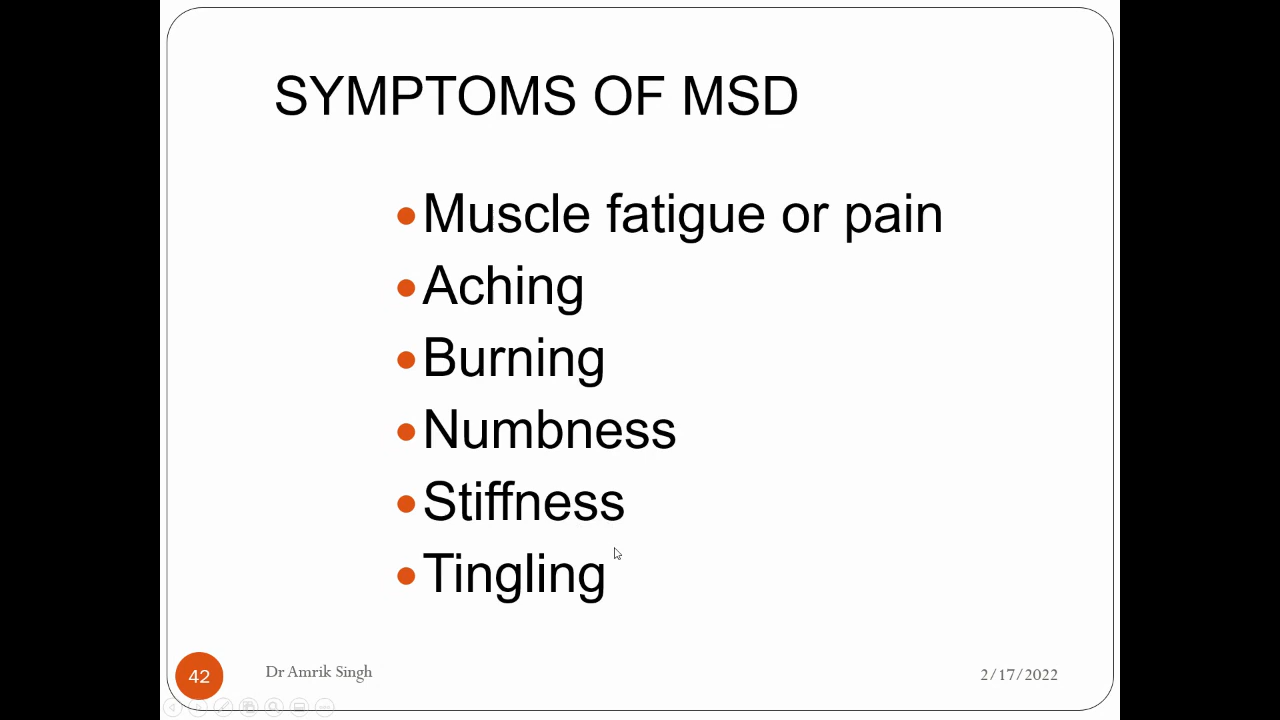 SYMPTOMS OF MSD
•Muscle fatigue or pain
•Aching
•Burning
•Numbness
•Stiffness
•Tingling
42
Dr Amrik Singh
2/17/2022